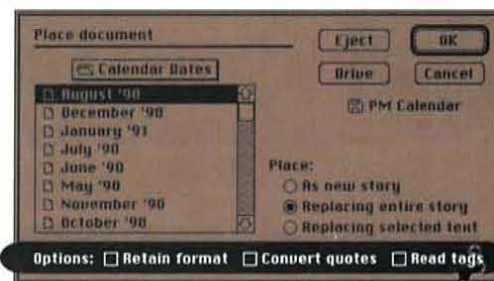 Place document
Eject
OK
Calendar Dates
Drive
Cancel
August '90
December '90
PM Calendar
January '91
July '90
June '90
Place:
May '90
As new story
November '90
Replacing entire story
October '90
Replacing selected text
Options: Retain format Convert quotes Read tags